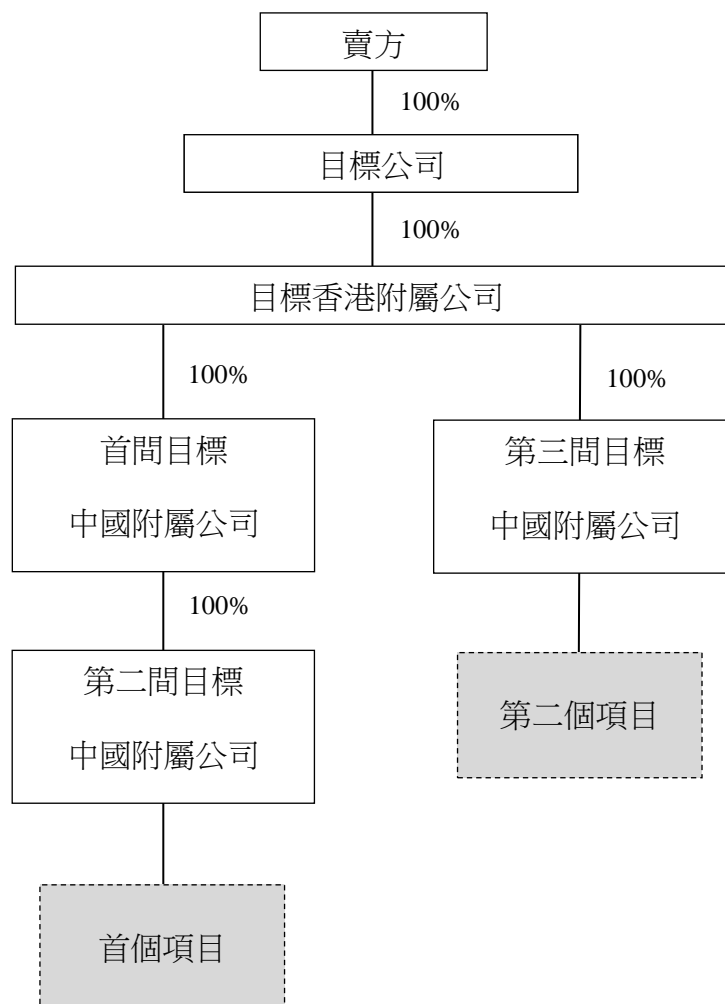 賣方
100%
目標公司
100%
目標香港附屬公司
100%
100%
首間目標
中國附屬公司
第三間目標
中國附屬公司
100%
第二間目標
中國附屬公司
第二個項目
首個項目